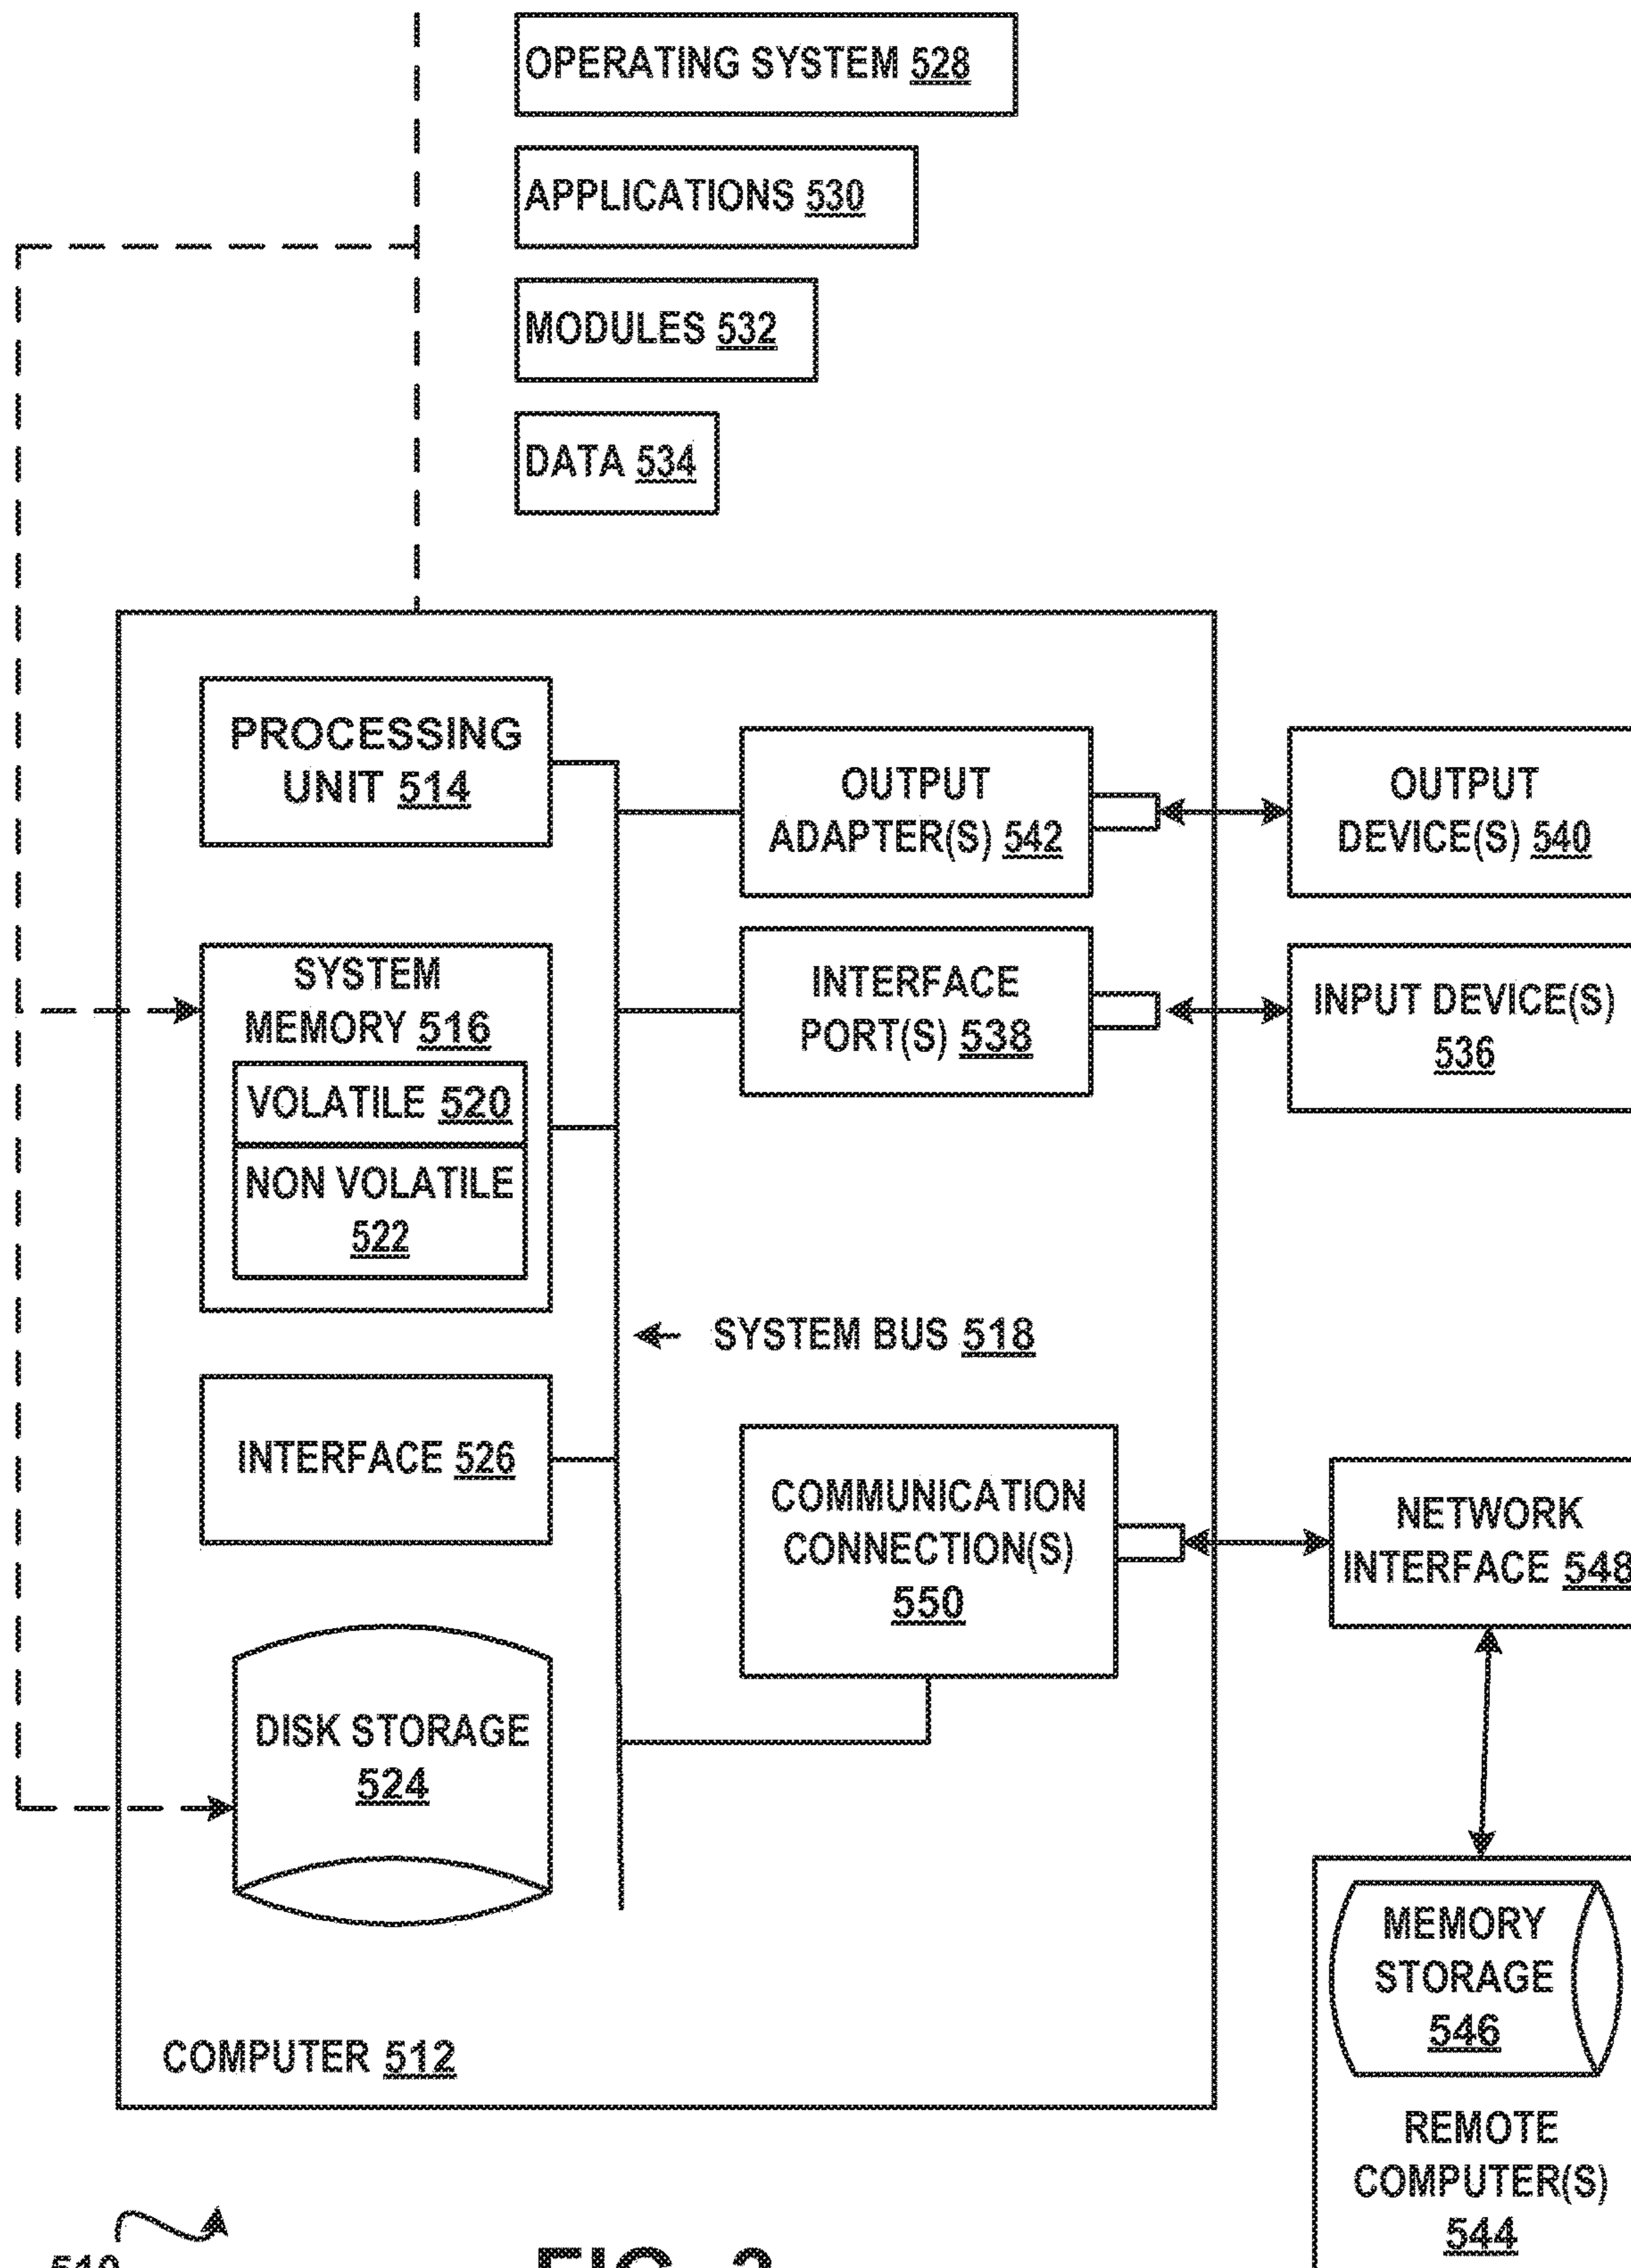 OPERATING SYSTEM 528
APPLICATIONS 530
MODULES 532
DATA 534
PROCESSING
UNIT 514
OUTPUT
ADAPTER(S) 542
OUTPUT
DEVICE(S) 540
SYSTEM
MEMORY 516
VOLATILE 520
NON VOLATILE
522
INTERFACE
PORT(S) 538
INPUT DEVICE(S)
536
SYSTEM BUS 518
INTERFACE 526
COMMUNICATION
CONNECTION(S)
550
NETWORK
INTERFACE 548
DISK STORAGE
524
MEMORY
STORAGE
546
REMOTE
COMPUTER(S)
544
COMPUTER 512